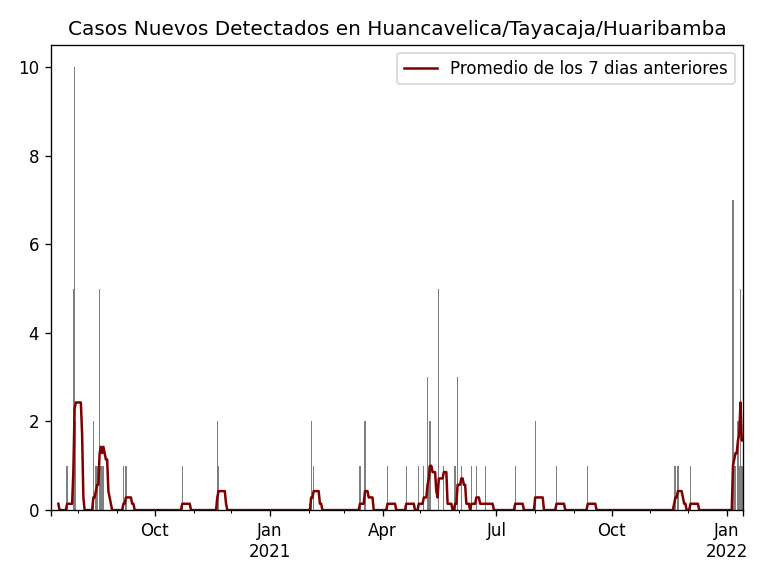 Casos Nuevos Detectados en Huancavelica/Tayacaja/Huaribamba
Promedio de los 7 dias anteriores
10
8
6
4
2
0
Oct Jan Apr Jul Oct Jan
2021 2022